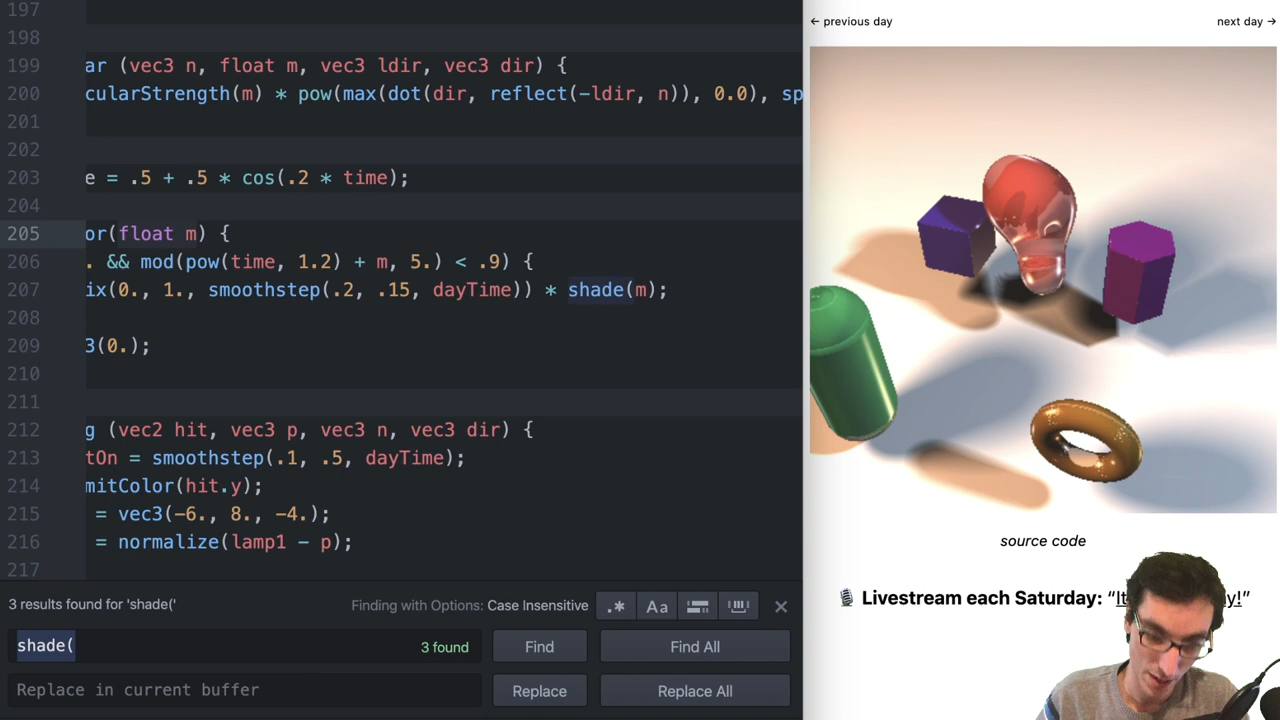 197
198
199 ar (vec3 n, float m, vec3 ldir, vec3 dir) {
200 cularStrength(m) * pow(max(dot(dir, reflect(-ldir, n)), 0.0), sp
201
202
203 e = .5 + .5 * cos(.2 * time);
204
205 or(float m) {
206 . && mod(pow(time, 1.2) + m, 5.) < .9) {
207 ix(0., 1., smoothstep(.2, .15, dayTime)) * shade(m);
208
209 3(0.);
210
211
212 g (vec2 hit, vec3 p, vec3 n, vec3 dir) {
213 tOn = smoothstep(.1, .5, dayTime);
214 mitColor(hit.y);
215 = vec3(-6., 8., -4.);
216 = normalize(lamp1 - p);
217
3 results found for 'shade('
Finding with Options: Case Insensitive
.* Aa
shade(
3 found
Find
Find All
Replace in current buffer
Replace
Replace All
← previous day
next day →
source code
🎙 Livestream each Saturday: “It y!”